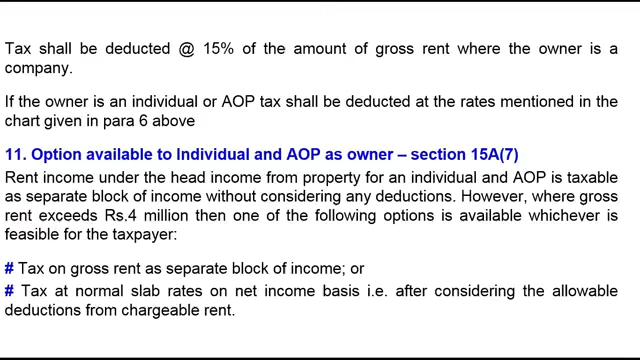 Tax shall be deducted @ 15% of the amount of gross rent where the owner is a
company.
If the owner is an individual or AOP tax shall be deducted at the rates mentioned in the
chart given in para 6 above
11. Option available to Individual and AOP as owner – section 15A(7)
Rent income under the head income from property for an individual and AOP is taxable
as separate block of income without considering any deductions. However, where gross
rent exceeds Rs.4 million then one of the following options is available whichever is
feasible for the taxpayer:
# Tax on gross rent as separate block of income; or
# Tax at normal slab rates on net income basis i.e. after considering the allowable
deductions from chargeable rent.